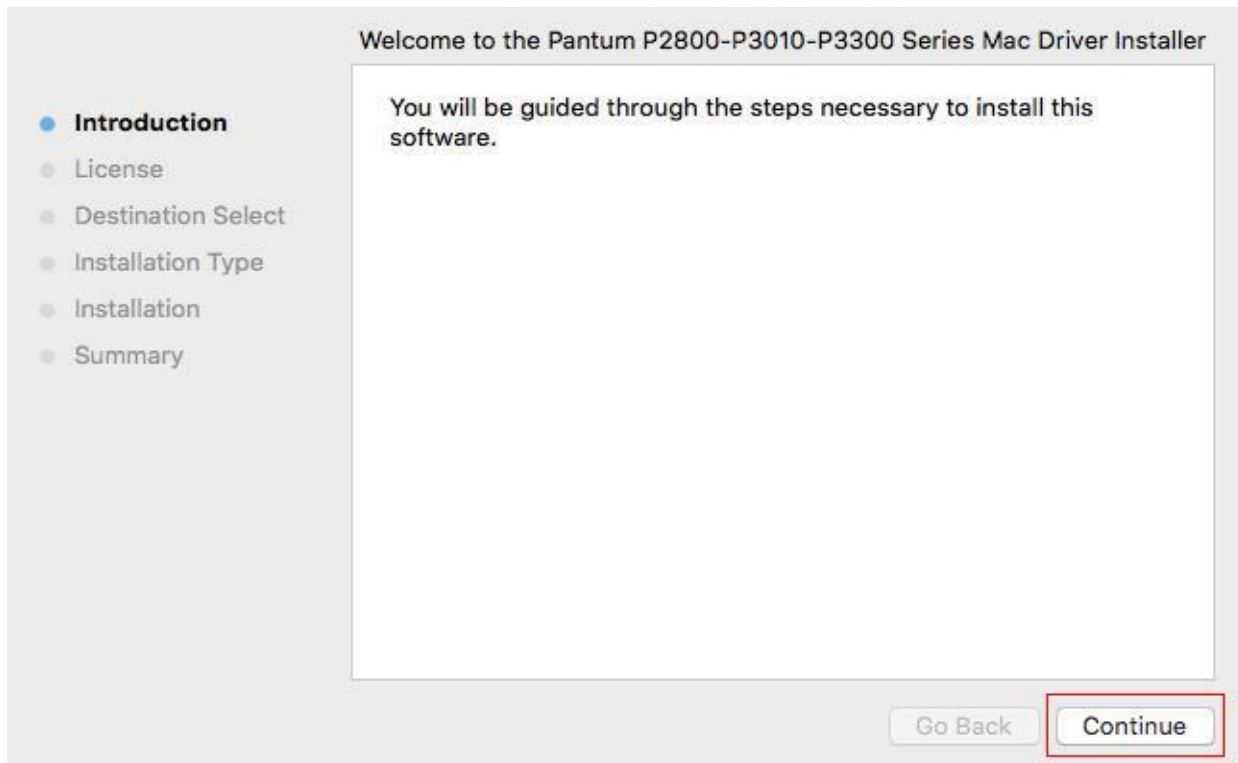 Welcome to the Pantum P2800-P3010-P3300 Series Mac Driver Installer
Introduction
License
Destination Select
Installation Type
Installation
Summary
You will be guided through the steps necessary to install this
software.
Go Back
Continue